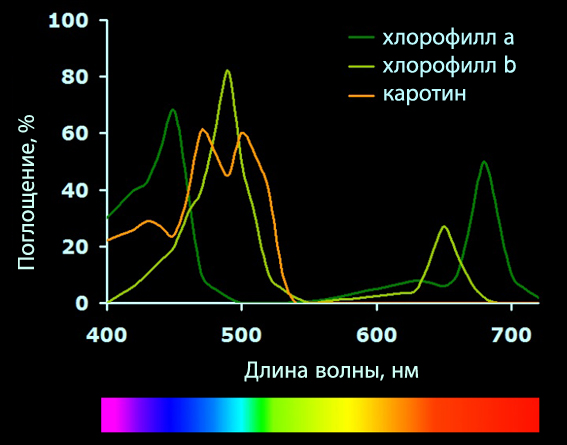 100
80
60
40
20
0
400
500
600
700
Поглощение, %
Длина волны, нм
хлорофилл a
хлорофилл b
каротин